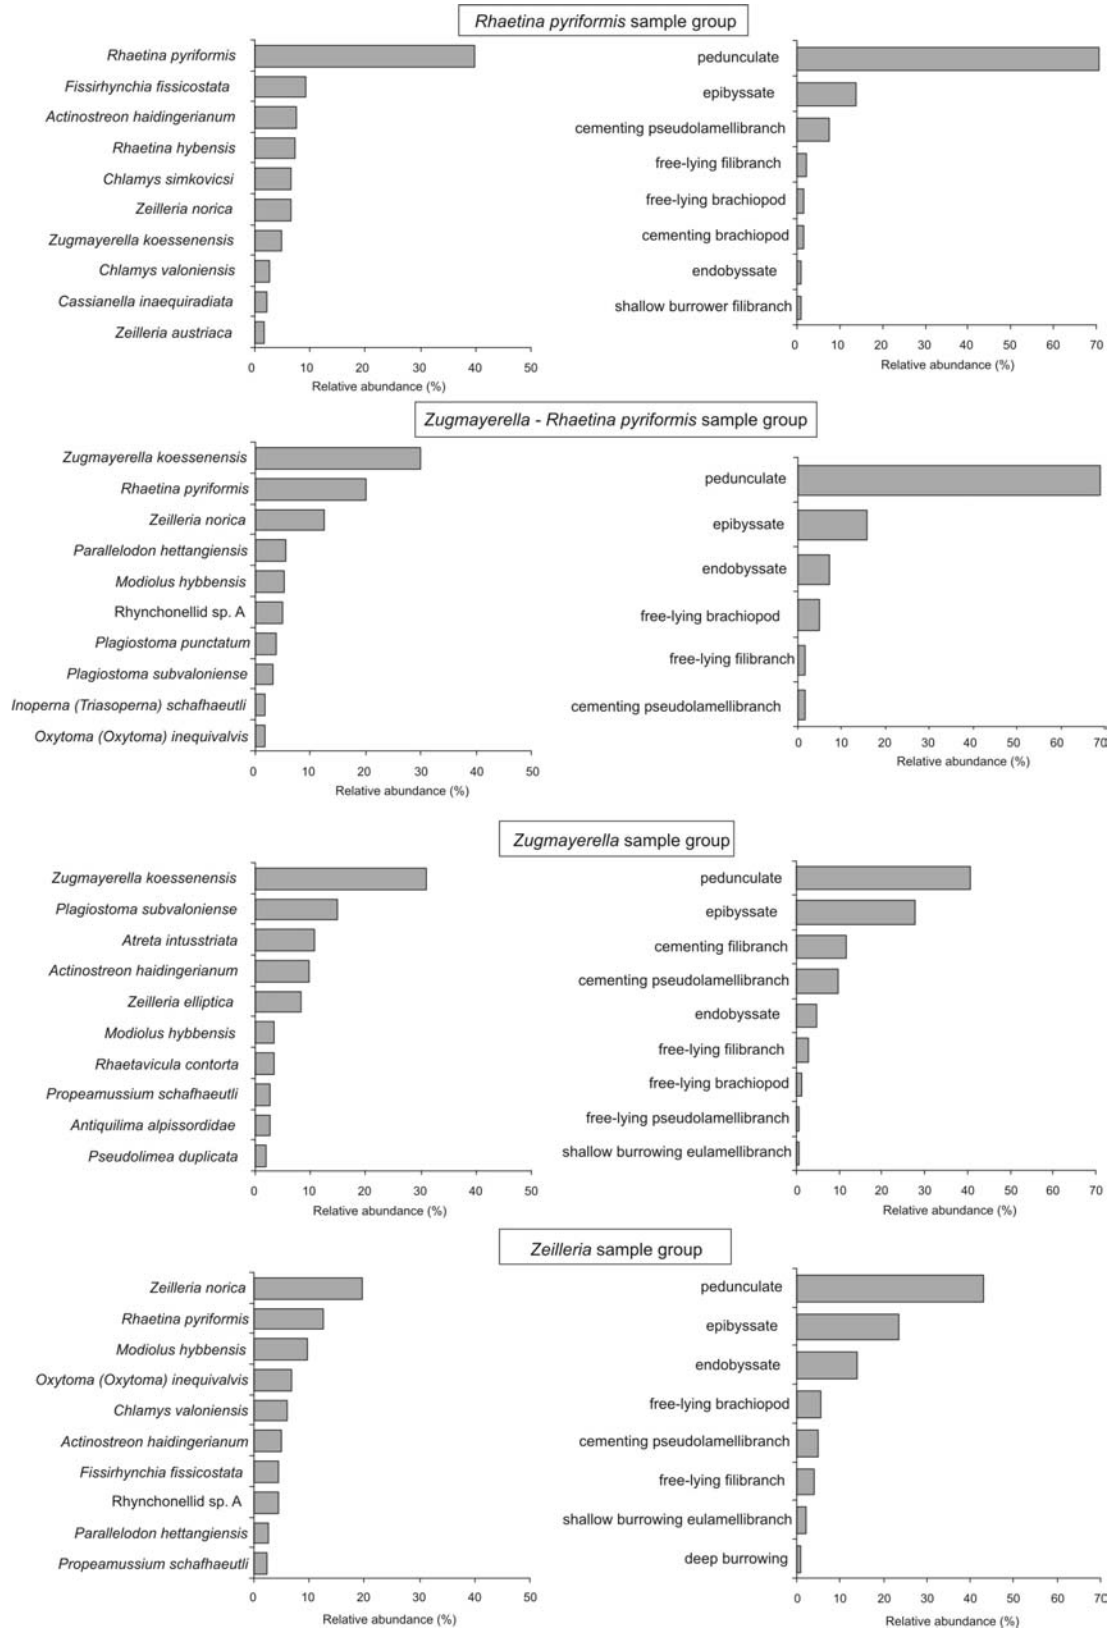 Rhaetina pyriformis sample group
Rhaetina pyriformis
Fissirhynchia fissicostata
Actinostreon haidingerianum
Rhaetina hybensis
Chlamys simkovicsi
Zeilleria norica
Zugmayerella koessenensis
Chlamys valoniensis
Cassianella inaequiradiata
Zeilleria austriaca
0 10 20 30 40 50
Relative abundance (%)
pedunculate
epibyssate
cementing pseudolamellibranch
free-lying filibranch
free-lying brachiopod
cementing brachiopod
endobyssate
shallow burrower filibranch
0 10 20 30 40 50 60 70
Relative abundance (%)
Zugmayerella - Rhaetina pyriformis sample group
Zugmayerella koessenensis
Rhaetina pyriformis
Zeilleria norica
Parallelodon hettangiensis
Modiolus hybbensis
Rhynchonellid sp. A
Plagiostoma punctatum
Plagiostoma subvaloniense
Inoperna (Triasoperna) schafhaeutli
Oxytoma (Oxytoma) inequivalvis
0 10 20 30 40 50
Relative abundance (%)
pedunculate
epibyssate
endobyssate
free-lying brachiopod
free-lying filibranch
cementing pseudolamellibranch
0 10 20 30 40 50 60 70
Relative abundance (%)
Zugmayerella sample group
Zugmayerella koessenensis
Plagiostoma subvaloniense
Atreta intusstriata
Actinostreon haidingerianum
Zeilleria elliptica
Modiolus hybbensis
Rhaetavicula contorta
Propeamussium schafhaeutli
Antiquilima alpissordidae
Pseudolimea duplicata
0 10 20 30 40 50
Relative abundance (%)
pedunculate
epibyssate
cementing filibranch
cementing pseudolamellibranch
endobyssate
free-lying filibranch
free-lying brachiopod
free-lying pseudolamellibranch
shallow burrowing eulamellibranch
0 10 20 30 40 50 60 70
Relative abundance (%)
Zeilleria sample group
Zeilleria norica
Rhaetina pyriformis
Modiolus hybbensis
Oxytoma (Oxytoma) inequivalvis
Chlamys valoniensis
Actinostreon haidingerianum
Fissirhynchia fissicostata
Rhynchonellid sp. A
Parallelodon hettangiensis
Propeamussium schafhaeutli
0 10 20 30 40 50
Relative abundance (%)
pedunculate
epibyssate
endobyssate
free-lying brachiopod
cementing pseudolamellibranch
free-lying filibranch
shallow burrowing eulamellibranch
deep burrowing
0 10 20 30 40 50 60 70
Relative abundance (%)